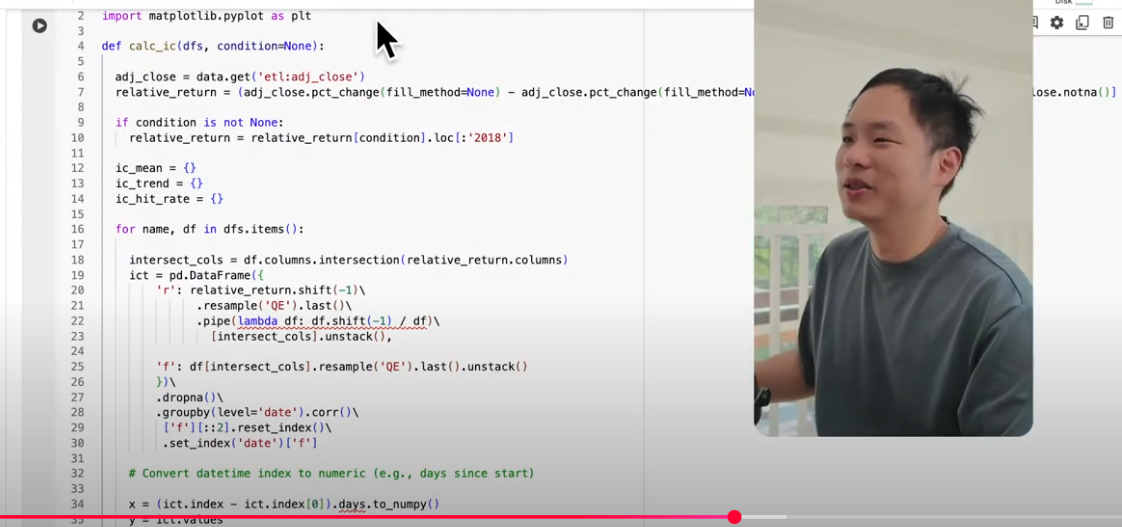 Disk
2 import matplotlib.pyplot as plt
3
4 def calc_ic(dfs, condition=None):
5
6 adj_close = data.get('etl:adj_close')
7 relative_return = (adj_close.pct_change(fill_method=None) - adj_close.pct_change(fill_method=No lose.notna()]
8
9 if condition is not None:
10 relative_return = relative_return[condition].loc[:'2018']
11
12 ic_mean = {}
13 ic_trend = {}
14 ic_hit_rate = {}
15
16 for name, df in dfs.items():
17
18 intersect_cols = df.columns.intersection(relative_return.columns)
19 ict = pd.DataFrame({
20 'r': relative_return.shift(-1)\
21 .resample('QE').last()\
22 .pipe(lambda df: df.shift(-1) / df)\
23 [intersect_cols].unstack(),
24
25 'f': df[intersect_cols].resample('QE').last().unstack()
26 })\
27 .dropna()\
28 .groupby(level='date').corr()\
29 ['f'][::2].reset_index()\
30 .set_index('date')['f']
31
32 # Convert datetime index to numeric (e.g., days since start)
33
34 x = (ict.index - ict.index[0]).days.to_numpy()
35 y = ict.values